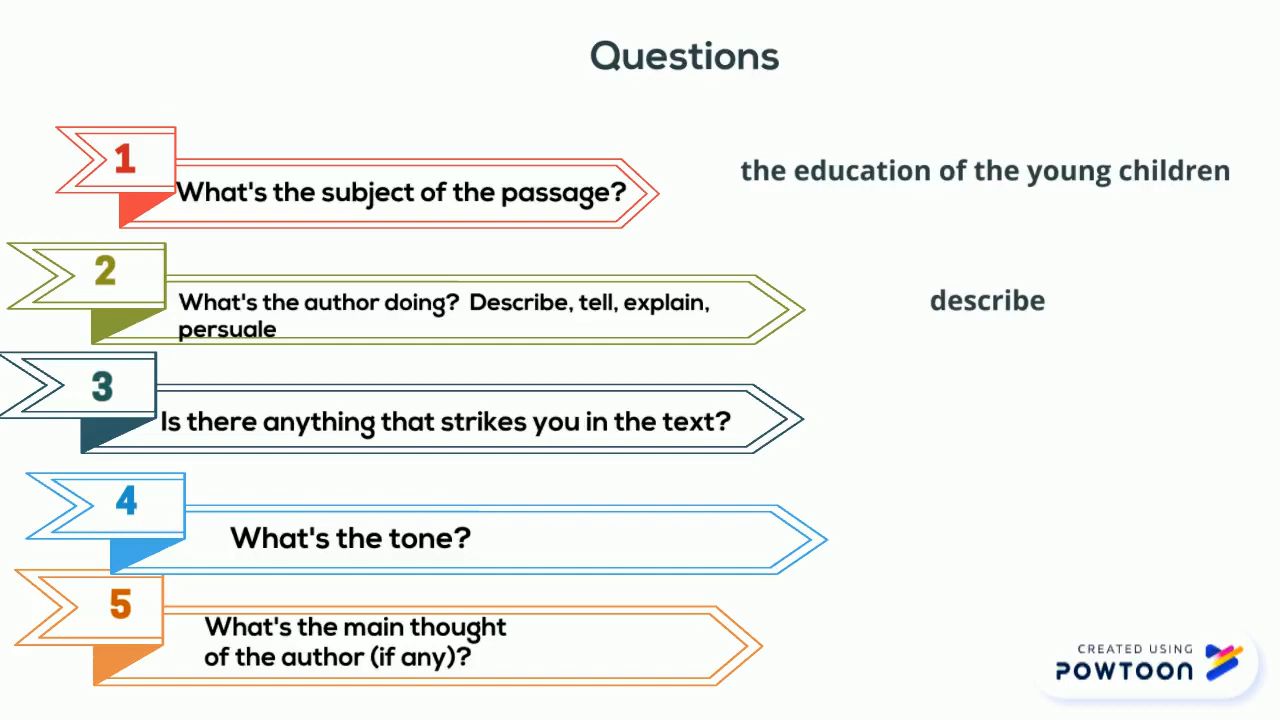 Questions
1
What's the subject of the passage?
the education of the young children
2
What's the author doing? Describe, tell, explain,
persuale
describe
3
Is there anything that strikes you in the text?
4
What's the tone?
5
What's the main thought
of the author (if any)?
CREATED USING
POWTOON